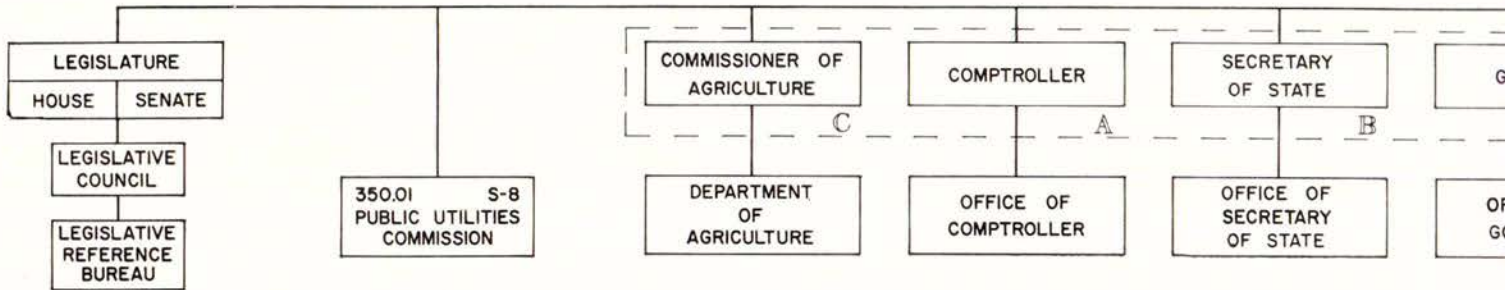 LEGISLATURE
HOUSE SENATE
LEGISLATIVE
COUNCIL
LEGISLATIVE
REFERENCE
BUREAU
350.01 S-8
PUBLIC UTILITIES
COMMISSION
COMMISSIONER OF
AGRICULTURE
C
DEPARTMENT
OF
AGRICULTURE
COMPTROLLER
A
OFFICE OF
COMPTROLLER
SECRETARY
OF STATE
B
OFFICE OF
SECRETARY
OF STATE